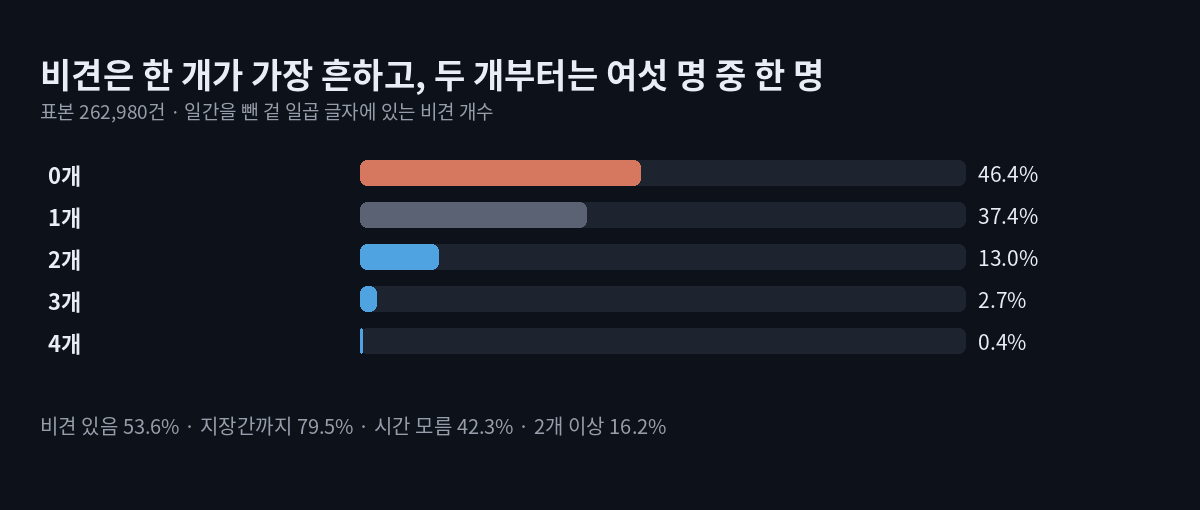 비견은 한 개가 가장 흔하고, 두 개부터는 여섯 명 중 한 명
표본 262,980건 · 일간을 뺀 겉 일곱 글자에 있는 비견 개수
0개 46.4%
1개 37.4%
2개 13.0%
3개 2.7%
4개 0.4%
비견 있음 53.6% · 지장간까지 79.5% · 시간 모름 42.3% · 2개 이상 16.2%